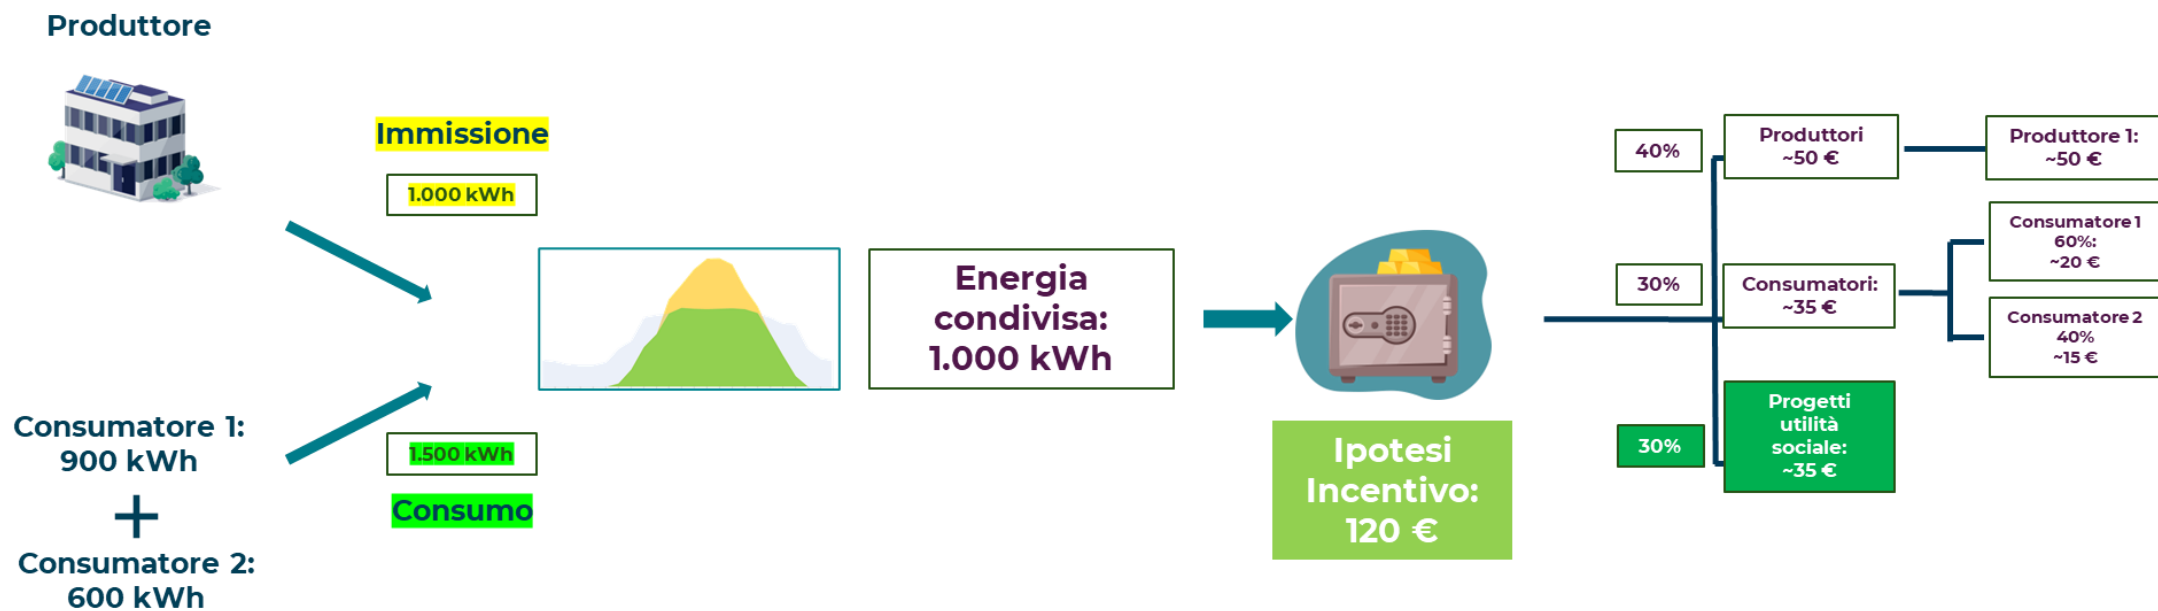 Produttore
Immissione
1.000 kWh
Consumatore 1:
900 kWh
+
Consumatore 2:
600 kWh
1.500 kWh
Consumo
Energia
condivisa:
1.000 kWh
Ipotesi
Incentivo:
120 €
40%
Produttori
~50 €
Produttore 1:
~50 €
30%
Consumatori:
~35 €
Consumatore 1
60%:
~20 €
Consumatore 2
40%
~15 €
30%
Progetti
utilità
sociale:
~35 €